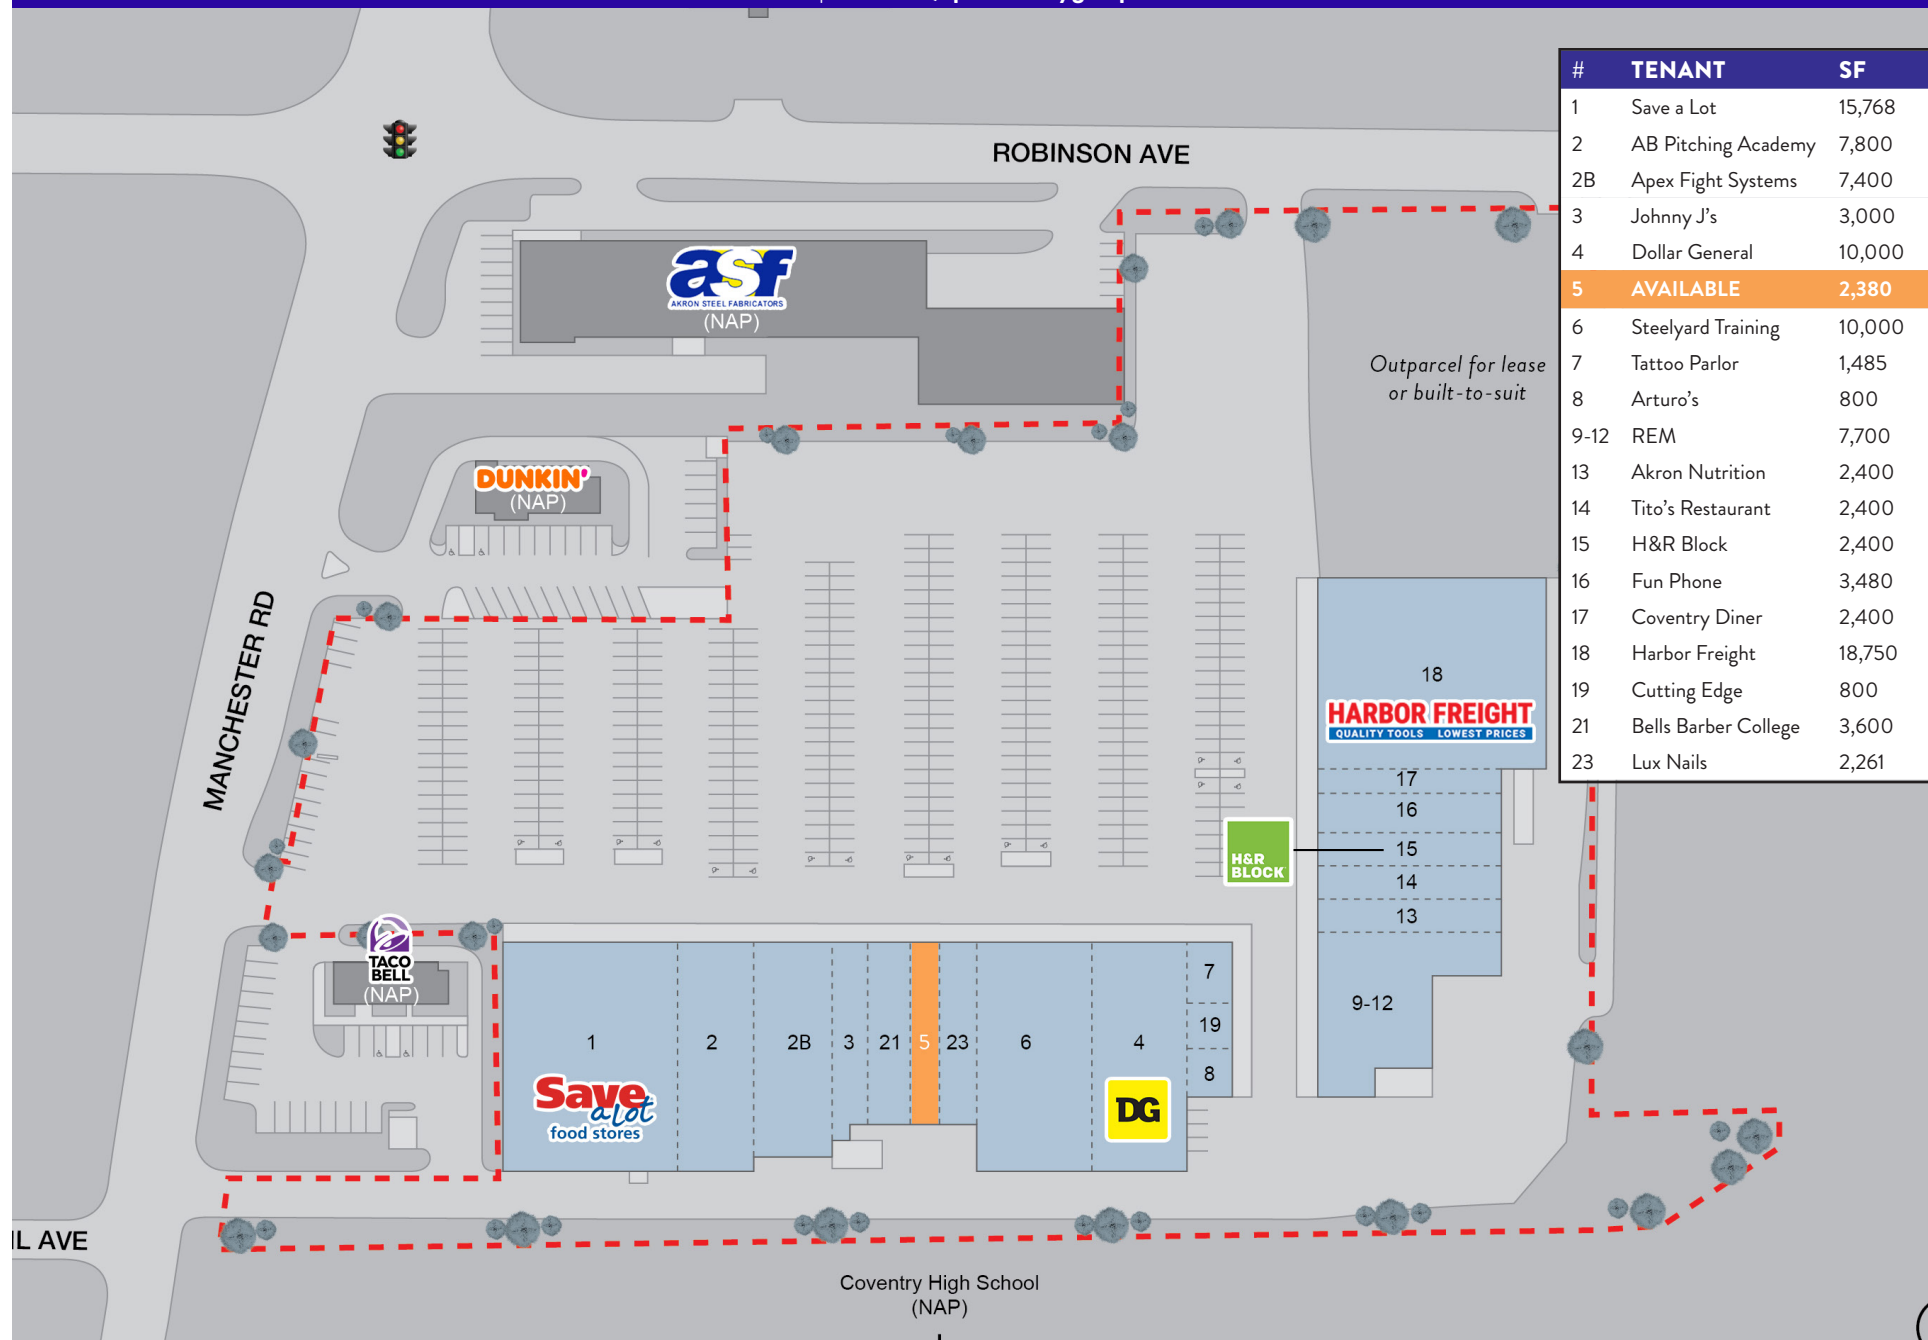 # TENANT SF
1 Save a Lot 15,768
2 AB Pitching Academy 7,800
2B Apex Fight Systems 7,400
3 Johnny J's 3,000
4 Dollar General 10,000
5 AVAILABLE 2,380
6 Steelyard Training 10,000
7 Tattoo Parlor 1,485
8 Arturo's 800
9-12 REM 7,700
13 Akron Nutrition 2,400
14 Tito's Restaurant 2,400
15 H&R Block 2,400
16 Fun Phone 3,480
17 Coventry Diner 2,400
18 Harbor Freight 18,750
19 Cutting Edge 800
21 Bells Barber College 3,600
23 Lux Nails 2,261
ROBINSON AVE
asf
AKRON STEEL FABRICATORS
(NAP)
Outparcel for lease
or built-to-suit
DUNKIN'
(NAP)
MANCHESTER RD
18
HARBOR FREIGHT
QUALITY TOOLS LOWEST PRICES
17
16
H&R
BLOCK
15
14
13
9-12
TACO
BELL
(NAP)
1
2
2B
3
21
5
23
6
4
7
19
8
Save
a lot
food stores
DG
IL AVE
Coventry High School
(NAP)